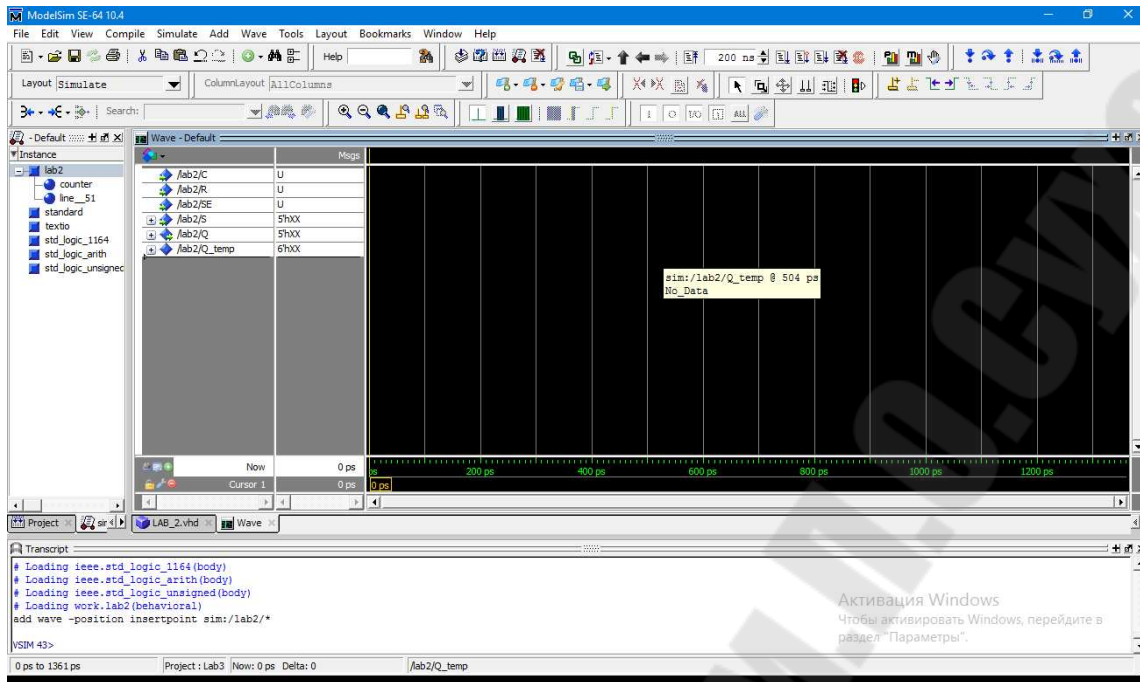 ModelSim SE-64 10.4
File Edit View Compile Simulate Add Wave Tools Layout Bookmarks Window Help
Help
200 ns
Layout Simulate
ColumnLayout AllColumns
Search:
- Default
Wave - Default
Instance
Msgs
lab2
counter
line__51
standard
textio
std_logic_1164
std_logic_arith
std_logic_unsigned
/lab2/C U
/lab2/R U
/lab2/SE U
/lab2/S 5'hXX
/lab2/Q 5'hXX
/lab2/Q_temp 6'hXX
sim:/lab2/Q_temp @ 504 ps
No_Data
Now 0 ps
ps 200 ps 400 ps 600 ps 800 ps 1000 ps 1200 ps
Cursor 1 0 ps
0 ps
Project
LAB_2.vhd
Wave
Transcript
# Loading ieee.std_logic_1164(body)
# Loading ieee.std_logic_arith(body)
# Loading ieee.std_logic_unsigned(body)
# Loading work.lab2(behavioral)
add wave -position insertpoint sim:/lab2/*
VSIM 43>
Активация Windows
Чтобы активировать Windows, перейдите в
раздел "Параметры".
0 ps to 1361 ps Project : Lab3 Now: 0 ps Delta: 0 /lab2/Q_temp